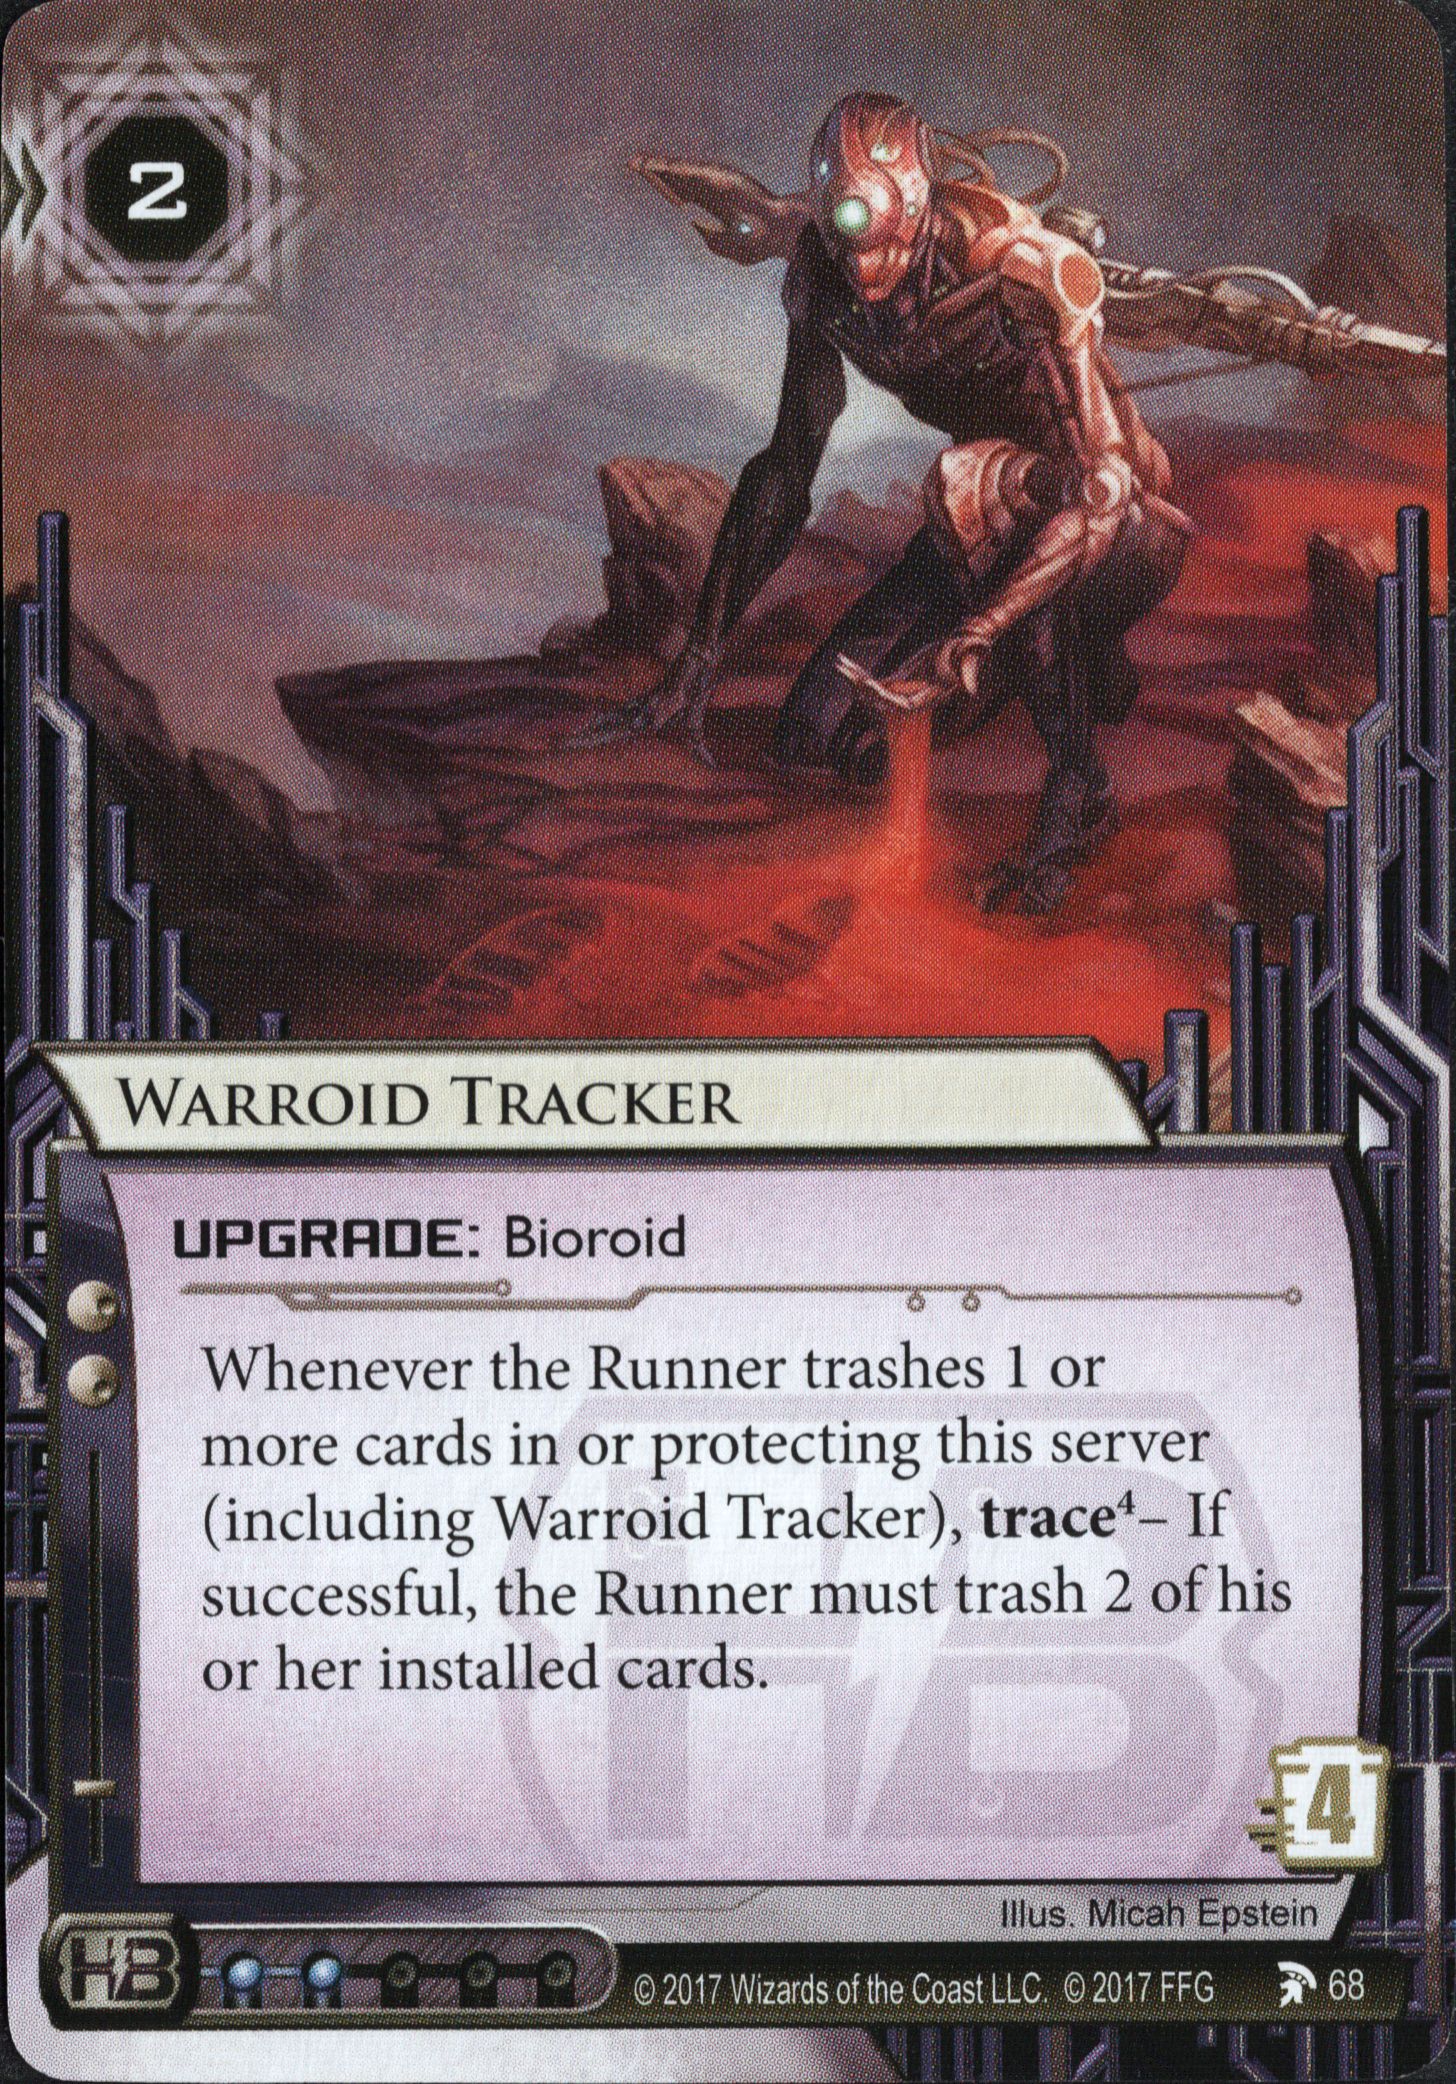 2
WARROID TRACKER
UPGRADE: Bioroid
Whenever the Runner trashes 1 or
more cards in or protecting this server
(including Warroid Tracker), trace⁴– If
successful, the Runner must trash 2 of his
or her installed cards.
4
Illus. Micah Epstein
HB
© 2017 Wizards of the Coast LLC. © 2017 FFG
68